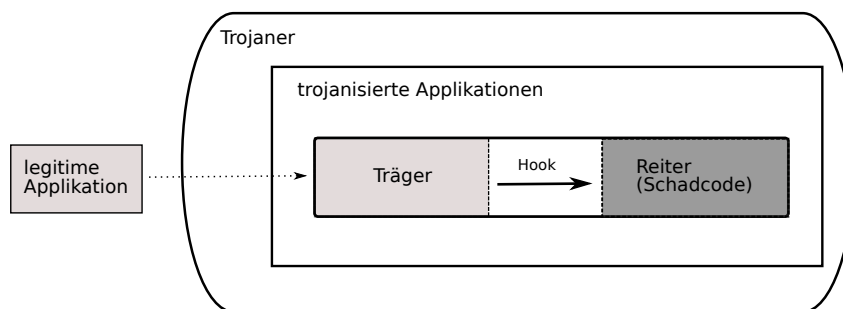 Trojaner
trojanisierte Applikationen
legitime
Applikation
Träger
Hook
Reiter
(Schadcode)